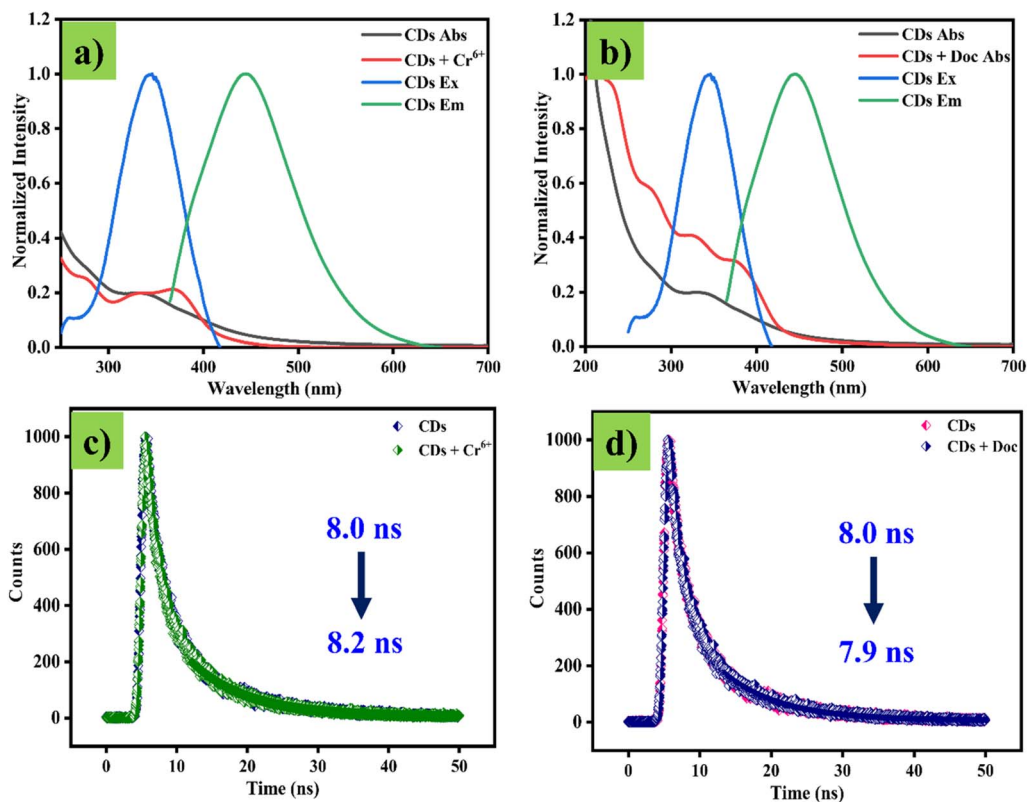 a)
CDs Abs
CDs + Cr⁶⁺
CDs Ex
CDs Em
Normalized Intensity
1.2
1.0
0.8
0.6
0.4
0.2
0.0
300 400 500 600 700
Wavelength (nm)
b)
CDs Abs
CDs + Doc Abs
CDs Ex
CDs Em
Normalized Intensity
1.2
1.0
0.8
0.6
0.4
0.2
0.0
200 300 400 500 600 700
Wavelength (nm)
c)
CDs
CDs + Cr⁶⁺
8.0 ns
8.2 ns
Counts
1000
800
600
400
200
0
0 10 20 30 40 50
Time (ns)
d)
CDs
CDs + Doc
8.0 ns
7.9 ns
Counts
1000
800
600
400
200
0
0 10 20 30 40 50
Time (ns)